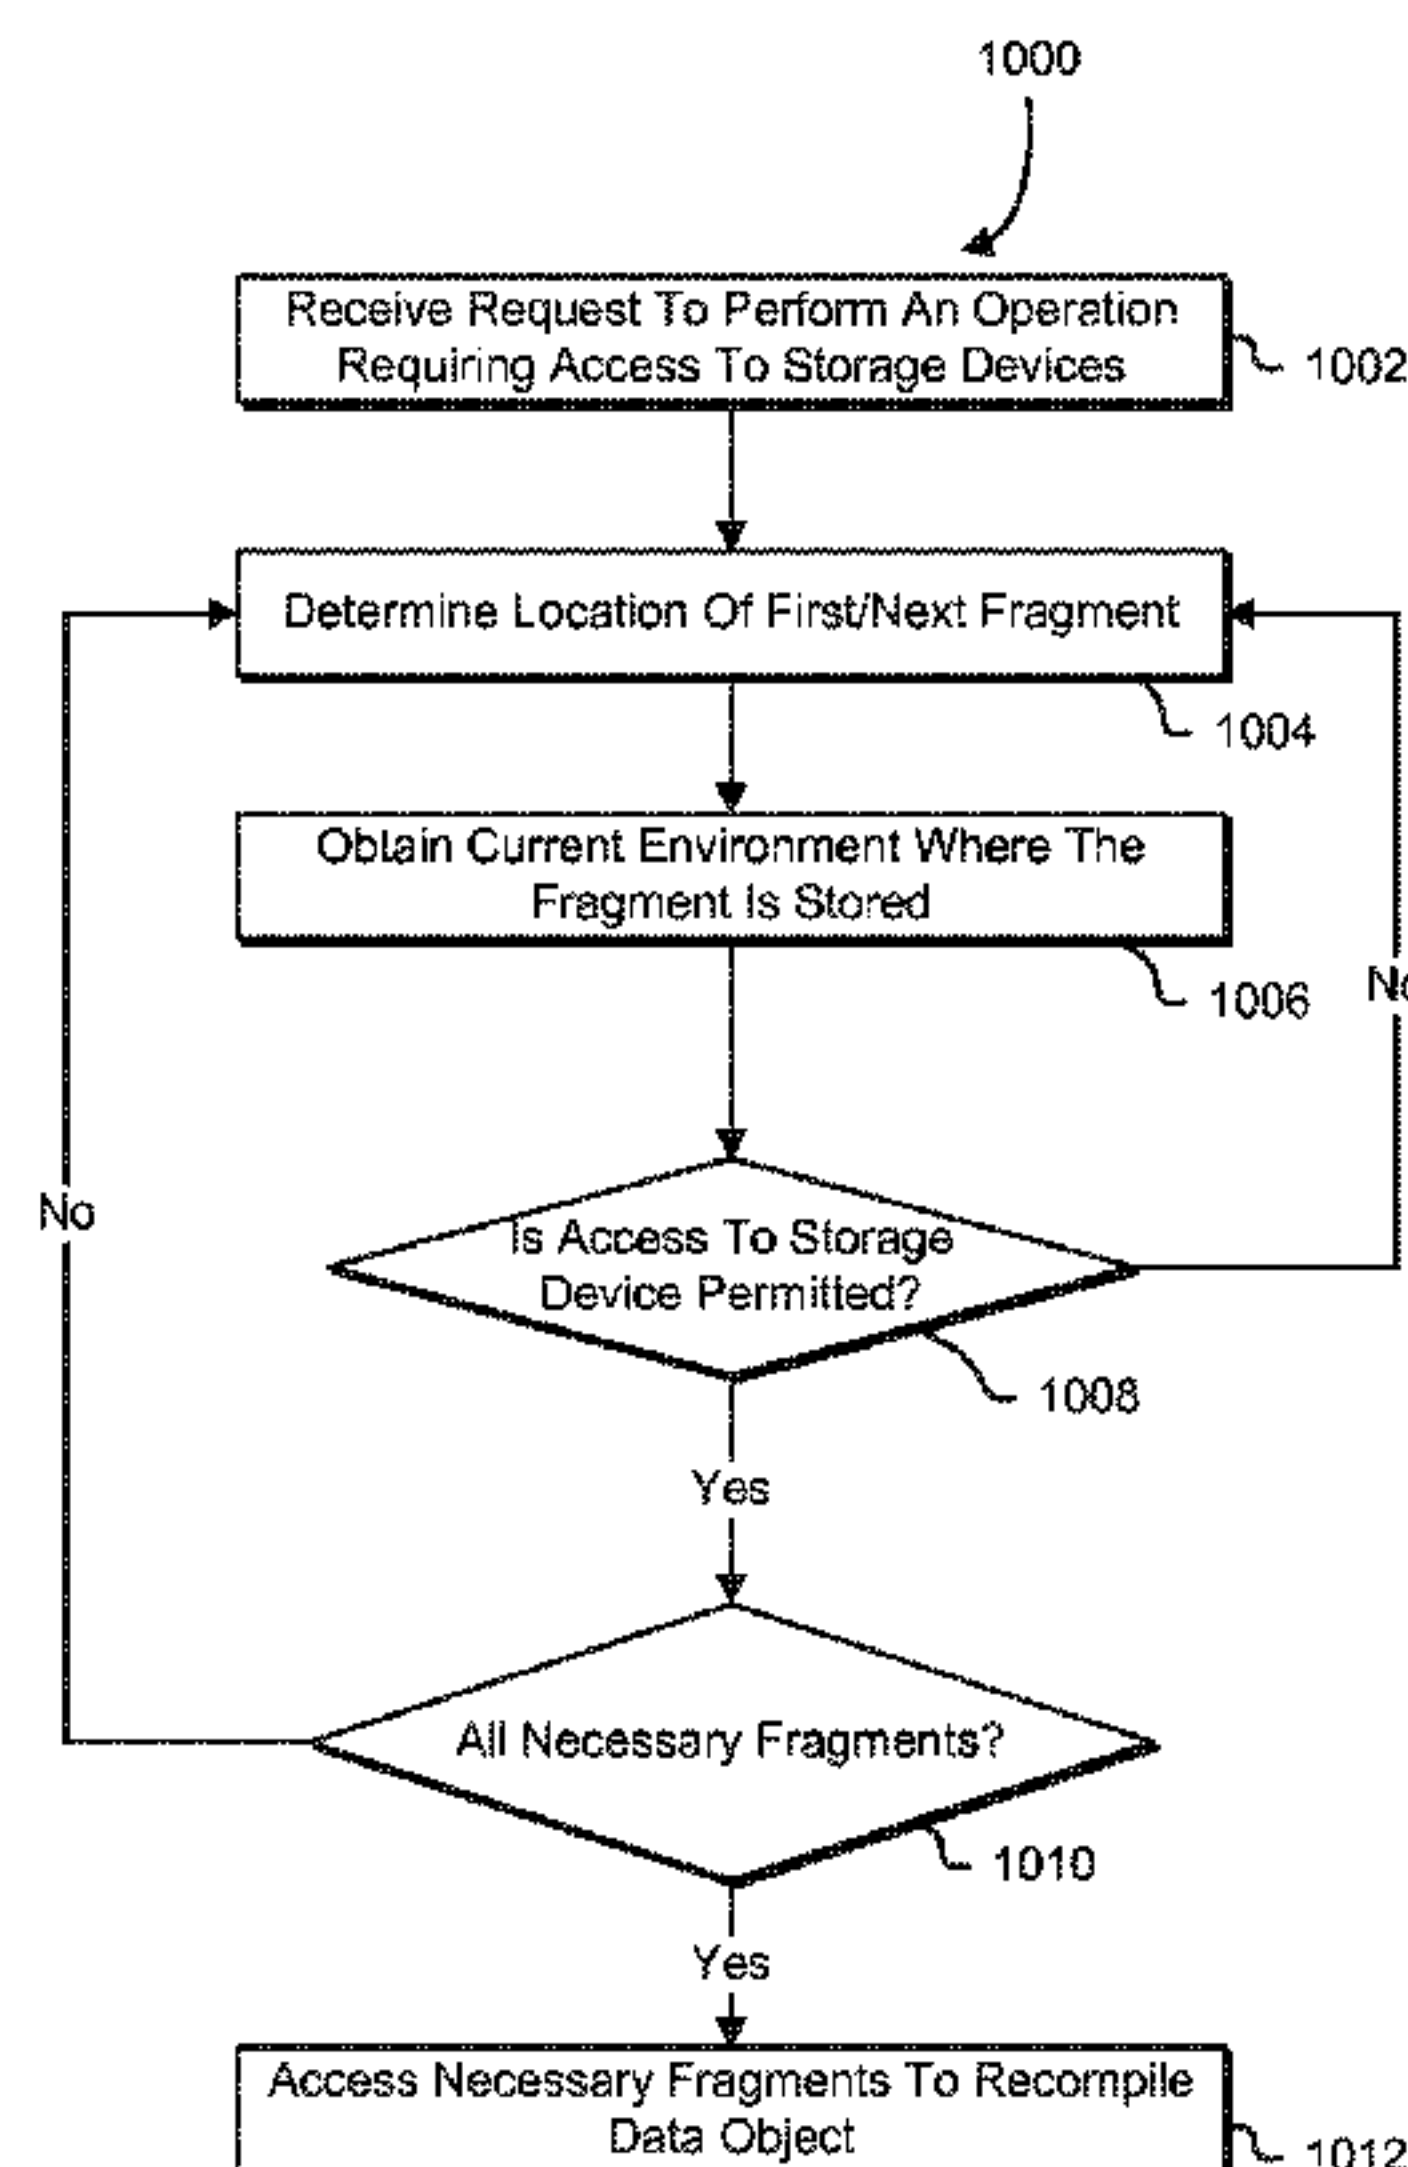 1000
Receive Request To Perform An Operation
Requiring Access To Storage Devices
1002
Determine Location Of First/Next Fragment
1004
Obtain Current Environment Where The
Fragment Is Stored
1006
No
No
Is Access To Storage
Device Permitted?
1008
Yes
All Necessary Fragments?
1010
Yes
Access Necessary Fragments To Recompile
Data Object
1012